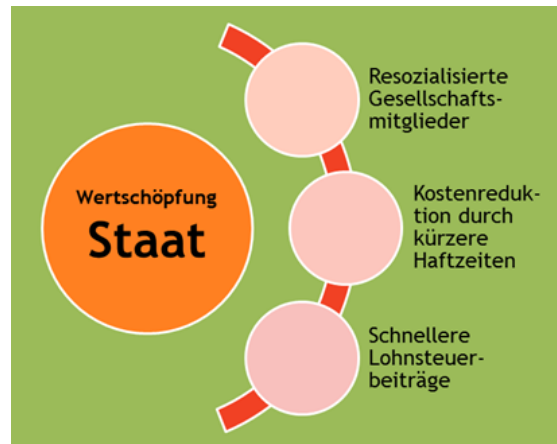 Wertschöpfung
Staat
Resozialisierte
Gesellschafts-
mitglieder
Kostenreduk-
tion durch
kürzere
Haftzeiten
Schnellere
Lohnsteuer-
beiträge